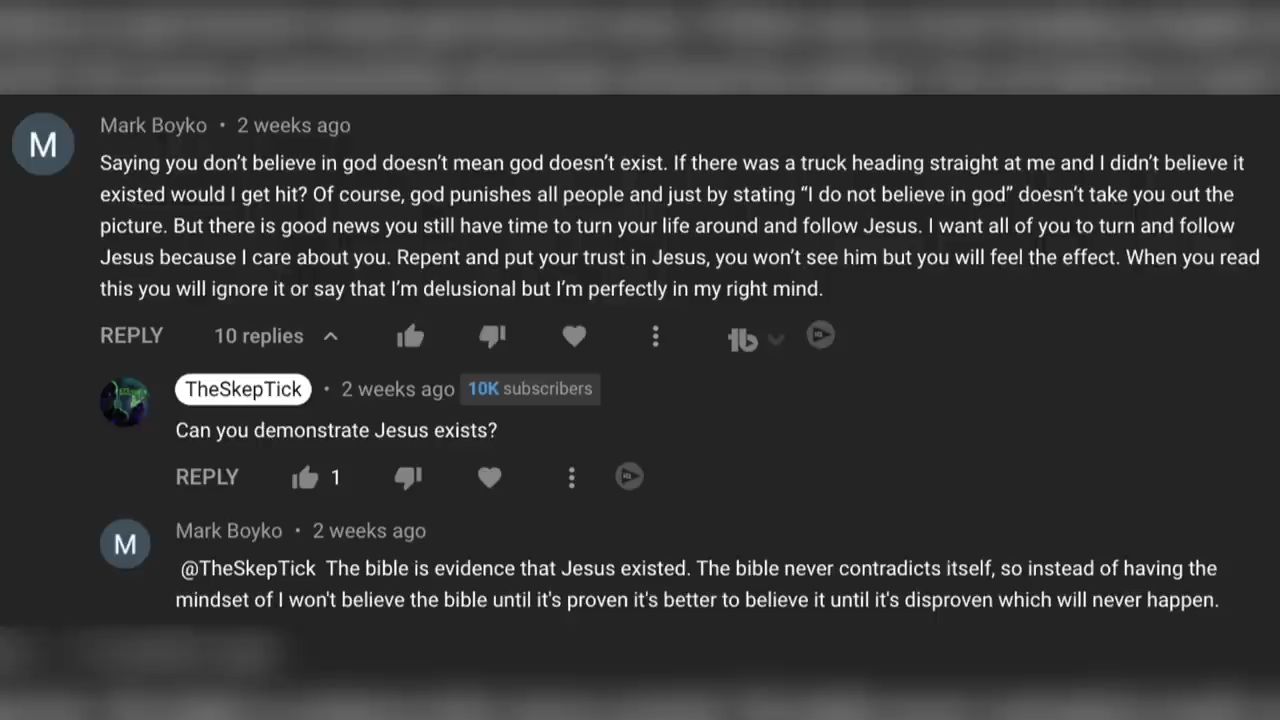 M
Mark Boyko • 2 weeks ago
Saying you don’t believe in god doesn’t mean god doesn’t exist. If there was a truck heading straight at me and I didn’t believe it
existed would I get hit? Of course, god punishes all people and just by stating “I do not believe in god” doesn’t take you out the
picture. But there is good news you still have time to turn your life around and follow Jesus. I want all of you to turn and follow
Jesus because I care about you. Repent and put your trust in Jesus, you won’t see him but you will feel the effect. When you read
this you will ignore it or say that I’m delusional but I’m perfectly in my right mind.
REPLY 10 replies
TheSkepTick • 2 weeks ago 10K subscribers
Can you demonstrate Jesus exists?
REPLY 1
M
Mark Boyko • 2 weeks ago
@TheSkepTick The bible is evidence that Jesus existed. The bible never contradicts itself, so instead of having the
mindset of I won't believe the bible until it's proven it's better to believe it until it's disproven which will never happen.